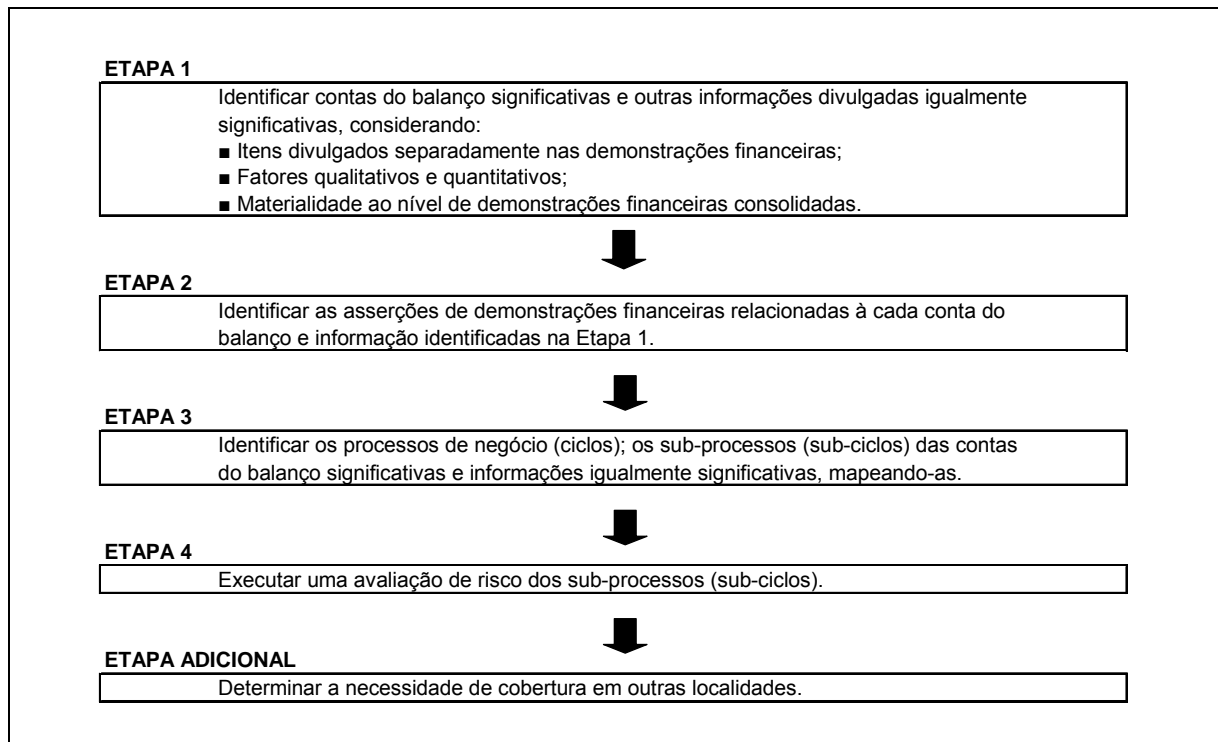 ETAPA 1
Identificar contas do balanço significativas e outras informações divulgadas igualmente
significativas, considerando:
■ Itens divulgados separadamente nas demonstrações financeiras;
■ Fatores qualitativos e quantitativos;
■ Materialidade ao nível de demonstrações financeiras consolidadas.
ETAPA 2
Identificar as asserções de demonstrações financeiras relacionadas à cada conta do
balanço e informação identificadas na Etapa 1.
ETAPA 3
Identificar os processos de negócio (ciclos); os sub-processos (sub-ciclos) das contas
do balanço significativas e informações igualmente significativas, mapeando-as.
ETAPA 4
Executar uma avaliação de risco dos sub-processos (sub-ciclos).
ETAPA ADICIONAL
Determinar a necessidade de cobertura em outras localidades.